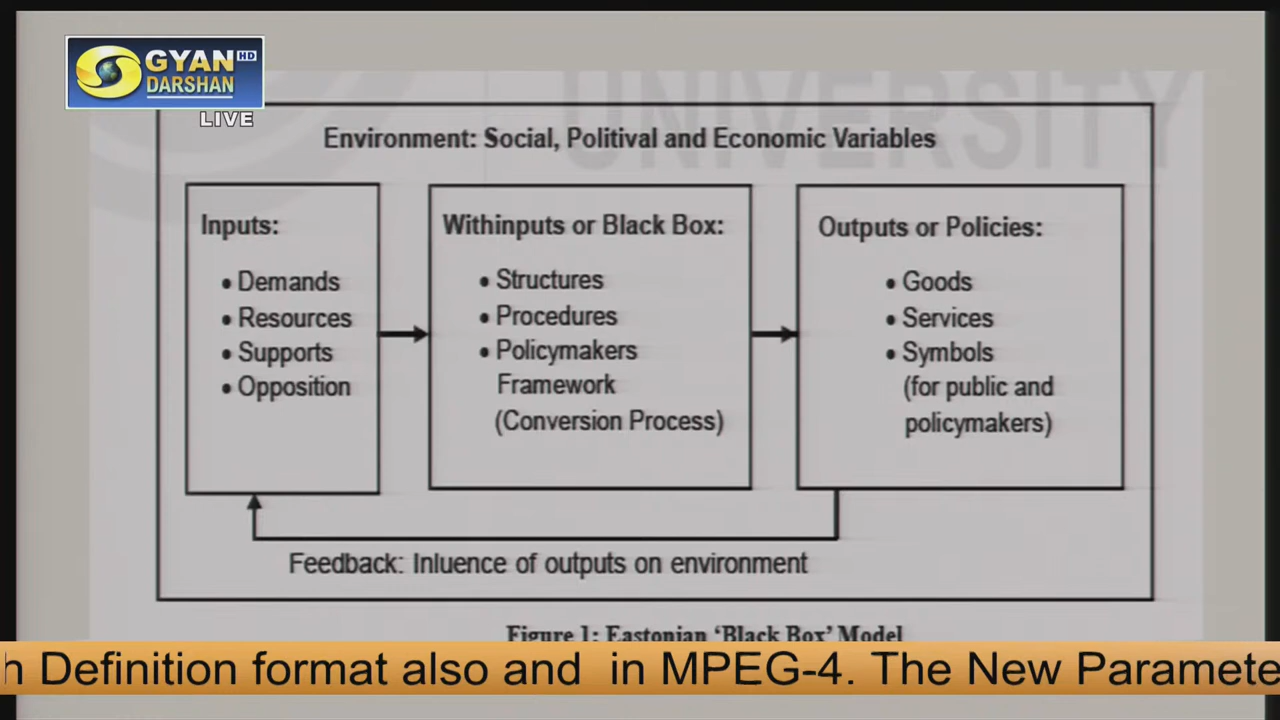 GYAN HD
DARSHAN
LIVE
UNIVERSITY
Environment: Social, Politival and Economic Variables
Inputs:
• Demands
• Resources
• Supports
• Opposition
Withinputs or Black Box:
• Structures
• Procedures
• Policymakers
Framework
(Conversion Process)
Outputs or Policies:
• Goods
• Services
• Symbols
(for public and
policymakers)
Feedback: Inluence of outputs on environment
Figure 1: Eastonian ‘Black Box’ Model
Definition format also and in MPEG-4. The New